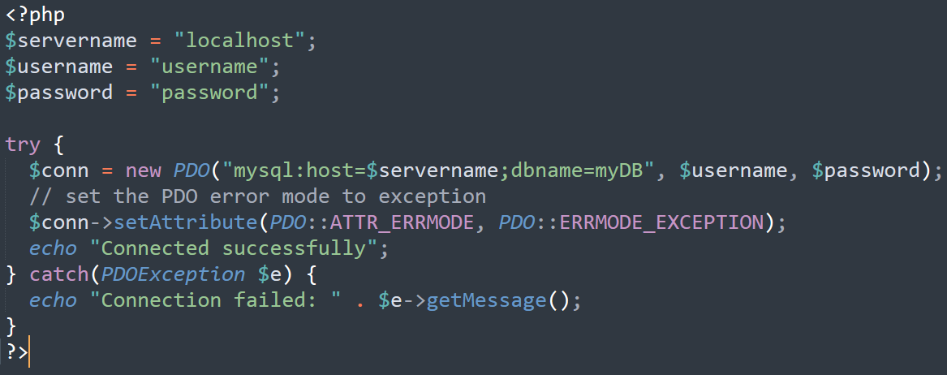 <?php
$servername = "localhost";
$username = "username";
$password = "password";

try {
  $conn = new PDO("mysql:host=$servername;dbname=myDB", $username, $password);
  // set the PDO error mode to exception
  $conn->setAttribute(PDO::ATTR_ERRMODE, PDO::ERRMODE_EXCEPTION);
  echo "Connected successfully";
} catch(PDOException $e) {
  echo "Connection failed: " . $e->getMessage();
}
?>